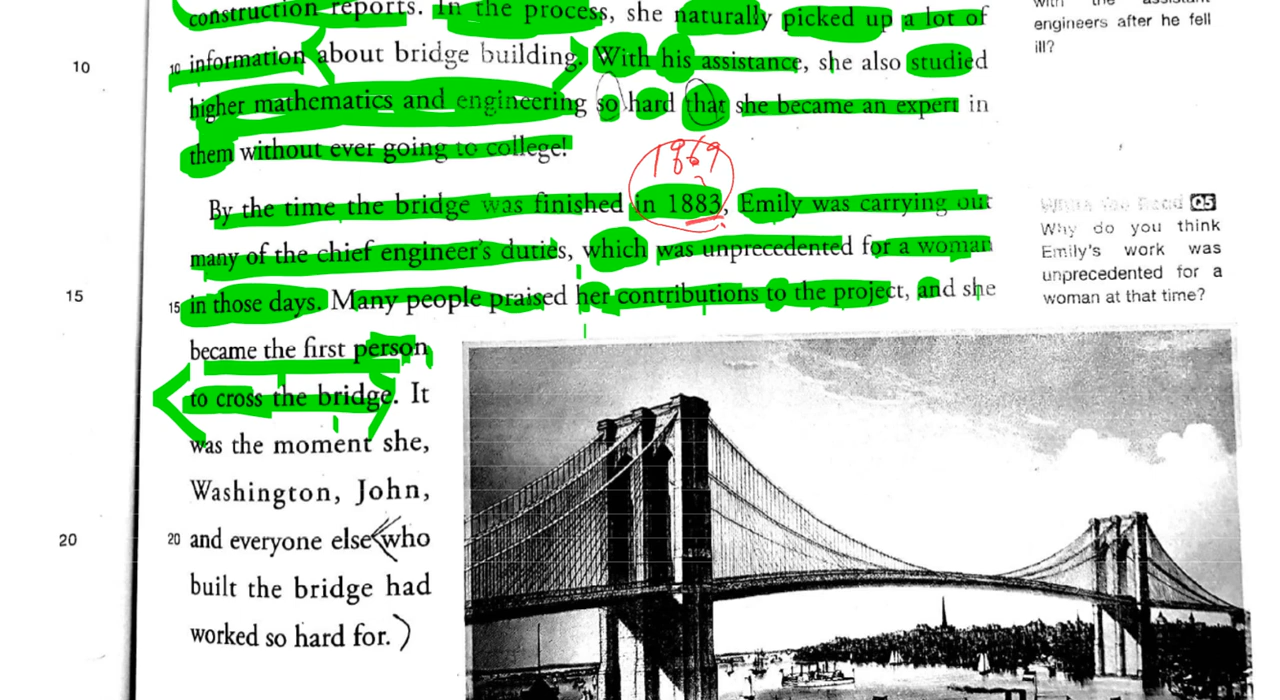 construction reports. In the process, she naturally picked up a lot of
10 10 information about bridge building. With his assistance, she also studied
higher mathematics and engineering so hard that she became an expert in
them without ever going to college!
1869
By the time the bridge was finished in 1883, Emily was carrying out
many of the chief engineer's duties, which was unprecedented for a woman
15 15 in those days. Many people praised her contributions to the project, and she
became the first person
to cross the bridge. It
was the moment she,
Washington, John,
20 20 and everyone else who
built the bridge had
worked so hard for.
with the assistant
engineers after he fell
ill?
While You Read Q5
Why do you think
Emily's work was
unprecedented for a
woman at that time?